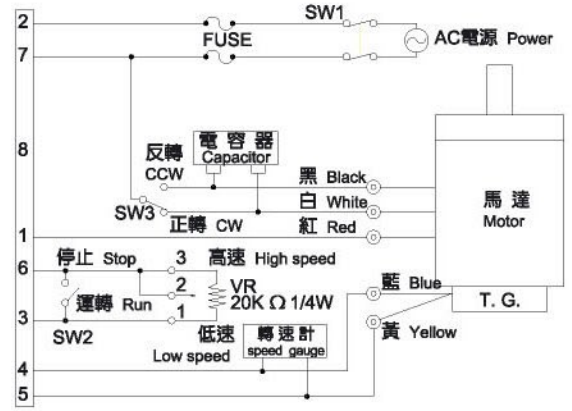 2
7
8
1
6
3
4
5
FUSE
SW1
AC電源 Power
電容器
Capacitor
反轉
CCW
SW3
正轉 CW
黑 Black
白 White
紅 Red
馬達
Motor
T. G.
停止 Stop
運轉 Run
SW2
3 高速 High speed
2
VR
20K Ω 1/4W
1
低速
Low speed
轉速計
speed gauge
藍 Blue
黃 Yellow